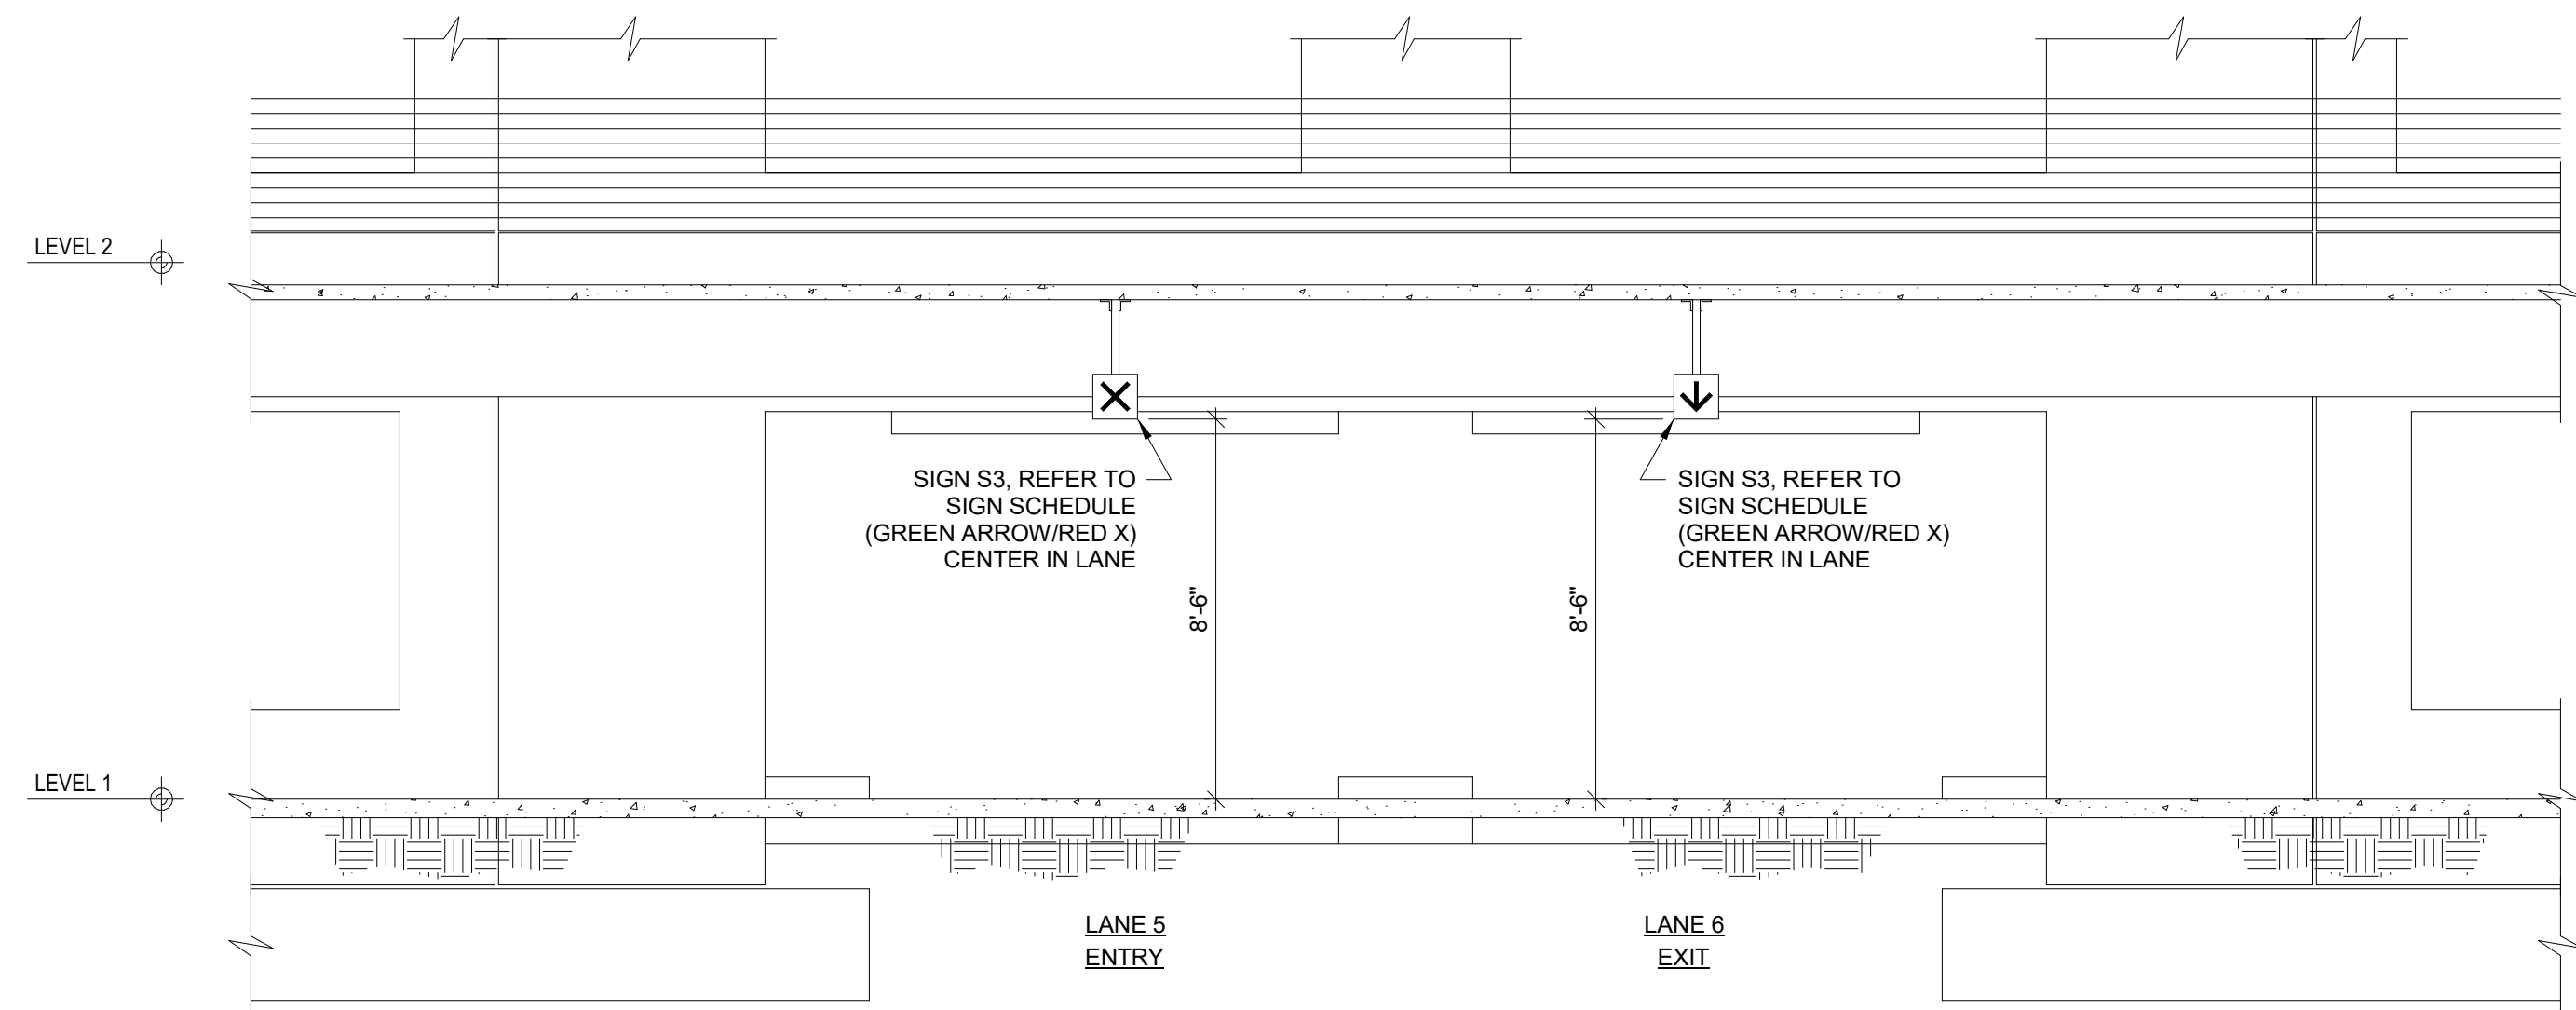 LEVEL 2
SIGN S3, REFER TO
SIGN SCHEDULE
(GREEN ARROW/RED X)
CENTER IN LANE
SIGN S3, REFER TO
SIGN SCHEDULE
(GREEN ARROW/RED X)
CENTER IN LANE
8'-6"
8'-6"
LEVEL 1
LANE 5
ENTRY
LANE 6
EXIT